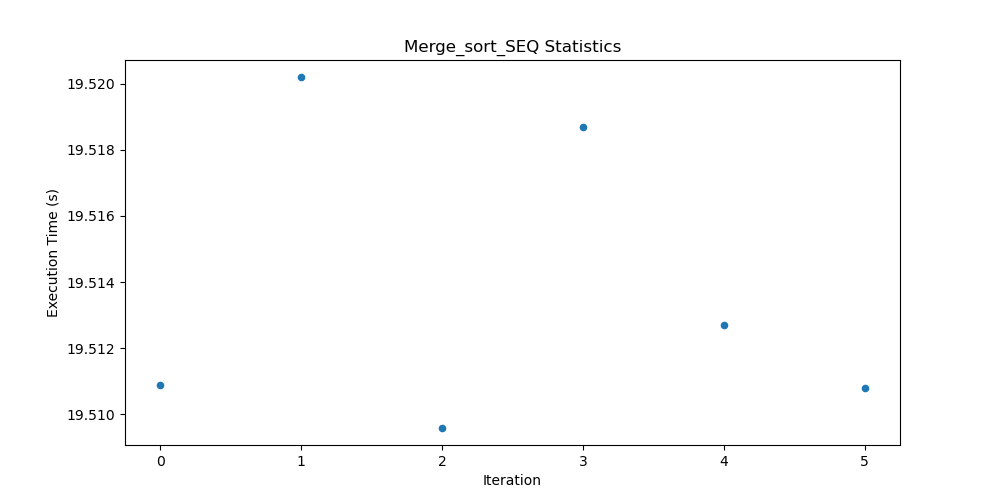 Merge_sort_SEQ Statistics
Execution Time (s)
19.520
19.518
19.516
19.514
19.512
19.510
0 1 2 3 4 5
Iteration